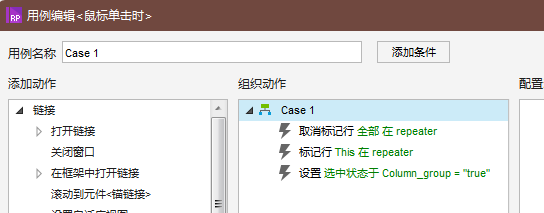 RP 用例编辑<鼠标单击时>
用例名称 Case 1 添加条件
添加动作 组织动作 配置
链接 Case 1
打开链接 取消标记行 全部 在 repeater
关闭窗口 标记行 This 在 repeater
在框架中打开链接 设置 选中状态于 Column_group = "true"
滚动到元件<锚链接>